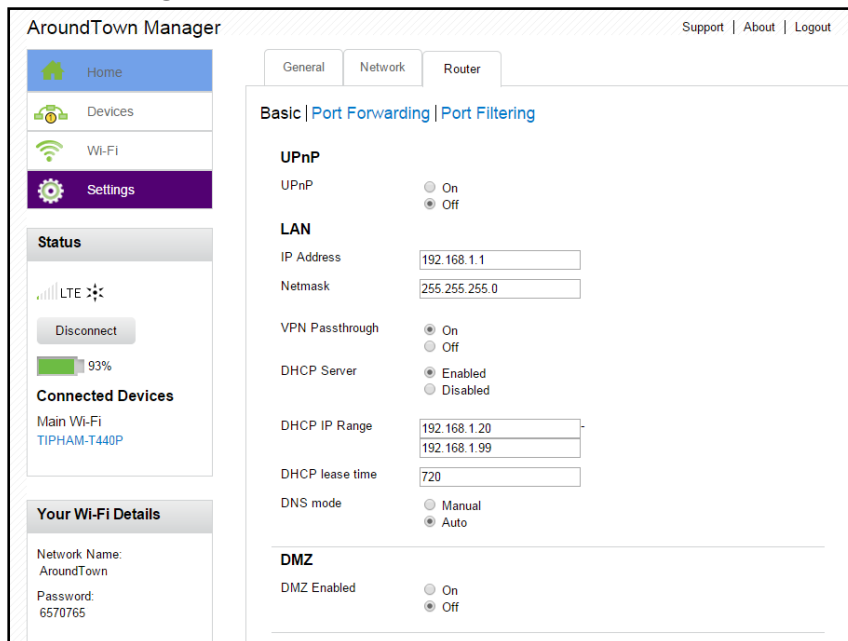 AroundTown Manager
Support | About | Logout
Home
Devices
Wi-Fi
Settings
Status
LTE
Disconnect
93%
Connected Devices
Main Wi-Fi
TIPHAM-T440P
Your Wi-Fi Details
Network Name:
AroundTown
Password:
6570765
General
Network
Router
Basic | Port Forwarding | Port Filtering
UPnP
UPnP
On
Off
LAN
IP Address
192.168.1.1
Netmask
255.255.255.0
VPN Passthrough
On
Off
DHCP Server
Enabled
Disabled
DHCP IP Range
192.168.1.20 -
192.168.1.99
DHCP lease time
720
DNS mode
Manual
Auto
DMZ
DMZ Enabled
On
Off